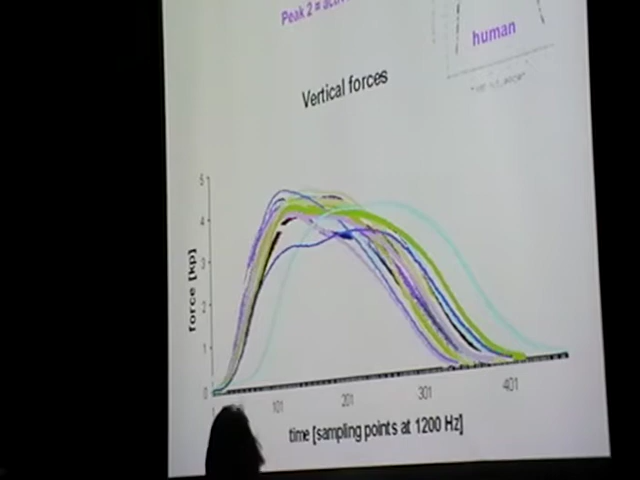 Peak 2 =
human
Vertical forces
5
4
3
2
1
0
force [kp]
101
201
301
401
time [sampling points at 1200 Hz]